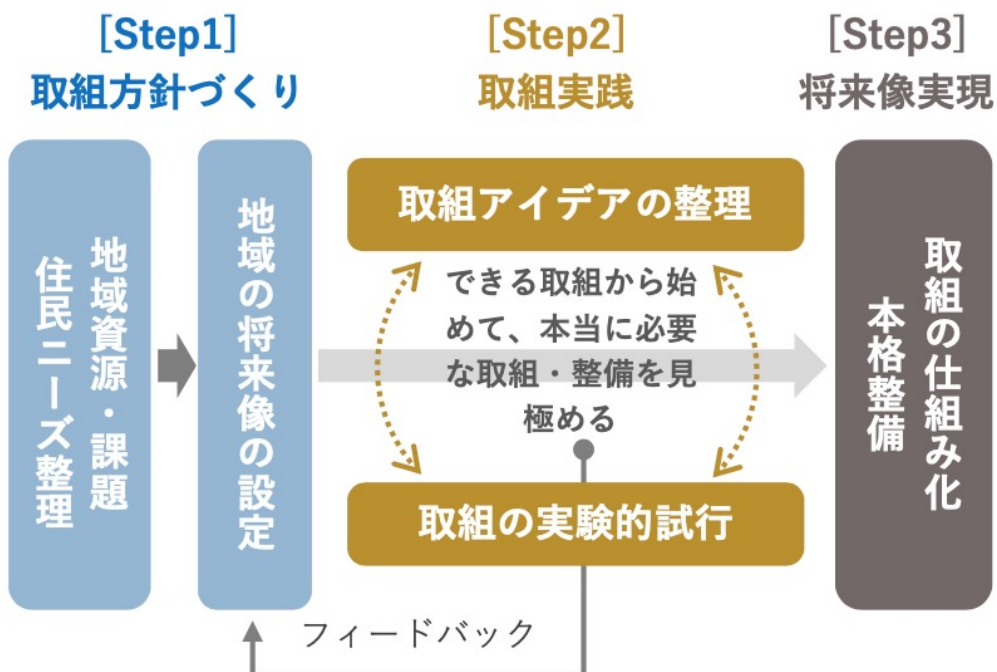 [Step1]
取組方針づくり
地域資源・課題
住民ニーズ整理
地域の将来像の設定
[Step2]
取組実践
取組アイデアの整理
できる取組から始
めて、本当に必要
な取組・整備を見
極める
取組の実験的試行
フィードバック
[Step3]
将来像実現
取組の仕組み化
本格整備